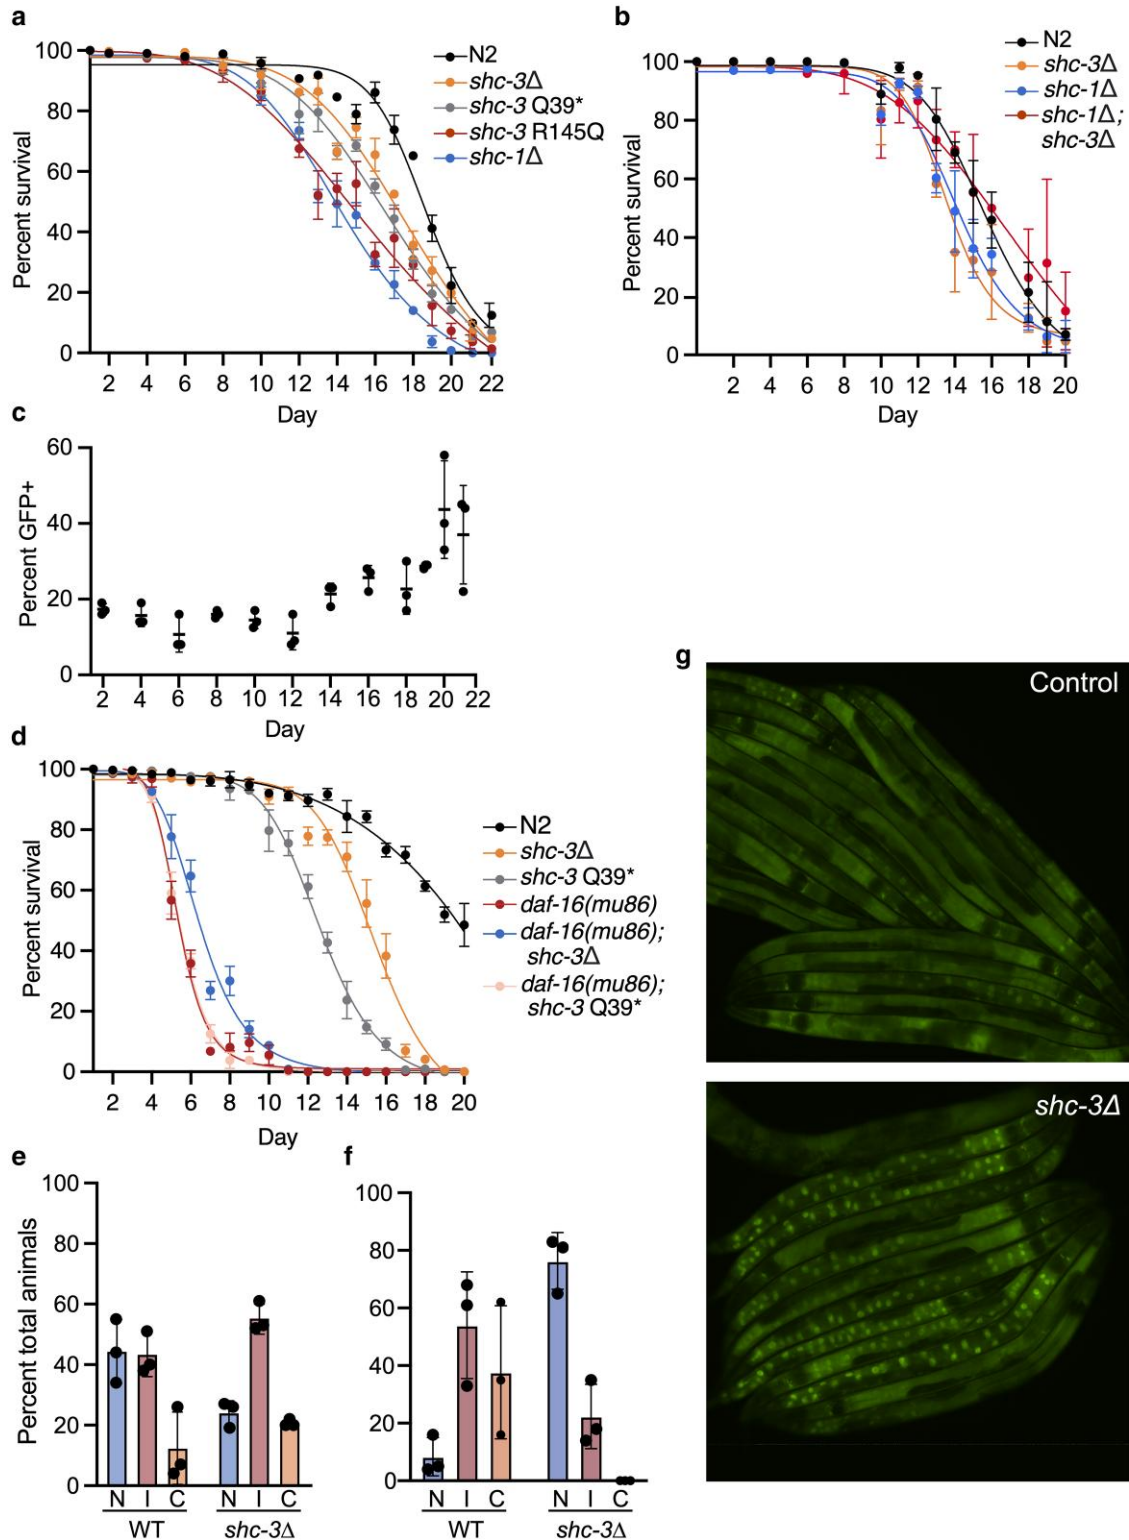 a
100
80
60
40
20
0
Percent survival
2 4 6 8 10 12 14 16 18 20 22
Day
N2
shc-3Δ
shc-3 Q39*
shc-3 R145Q
shc-1Δ
b
100
80
60
40
20
0
Percent survival
2 4 6 8 10 12 14 16 18 20
Day
N2
shc-3Δ
shc-1Δ
shc-1Δ;
shc-3Δ
c
60
40
20
0
Percent GFP+
2 4 6 8 10 12 14 16 18 20 22
Day
d
100
80
60
40
20
0
Percent survival
2 4 6 8 10 12 14 16 18 20
Day
N2
shc-3Δ
shc-3 Q39*
daf-16(mu86)
daf-16(mu86);
shc-3Δ
daf-16(mu86);
shc-3 Q39*
e
100
80
60
40
20
0
Percent total animals
N I C N I C
WT shc-3Δ
f
100
80
60
40
20
0
N I C N I C
WT shc-3Δ
g
Control
shc-3Δ